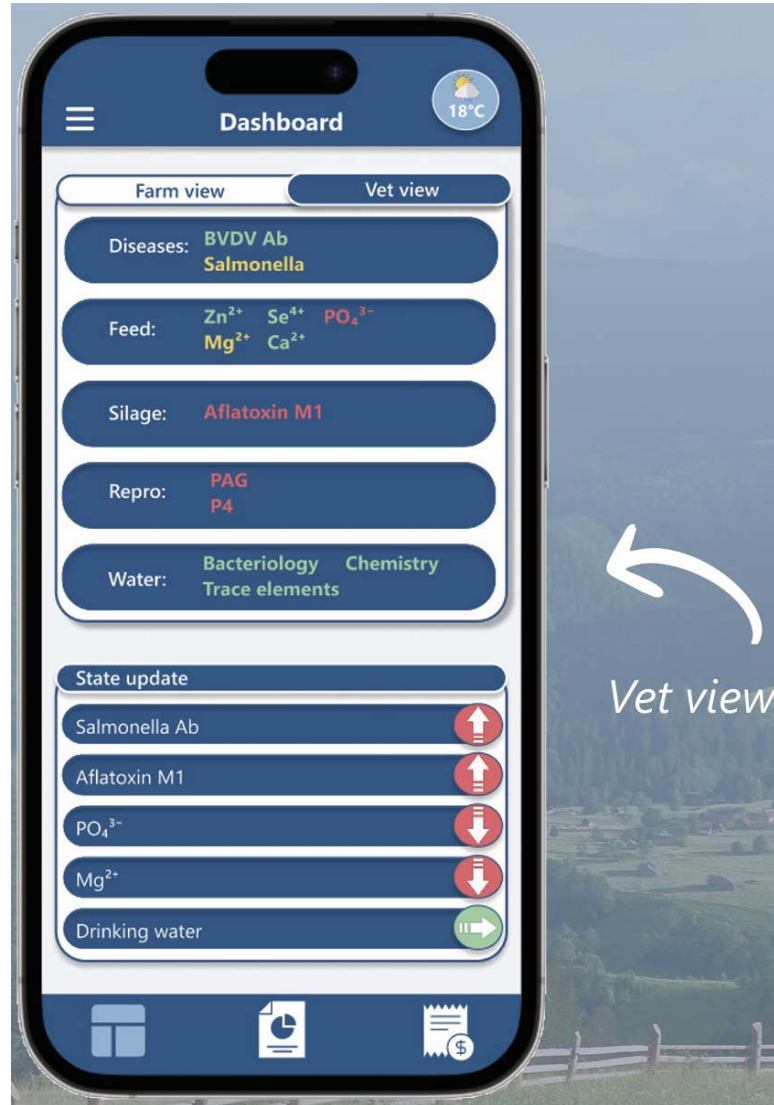 Dashboard
18°C
Farm view Vet view
Diseases: BVDV Ab
Salmonella
Feed: Zn²⁺ Se⁴⁺ PO₄³⁻
Mg²⁺ Ca²⁺
Silage: Aflatoxin M1
Repro: PAG
P4
Water: Bacteriology Chemistry
Trace elements
State update
Salmonella Ab
Aflatoxin M1
PO₄³⁻
Mg²⁺
Drinking water
$
Vet view